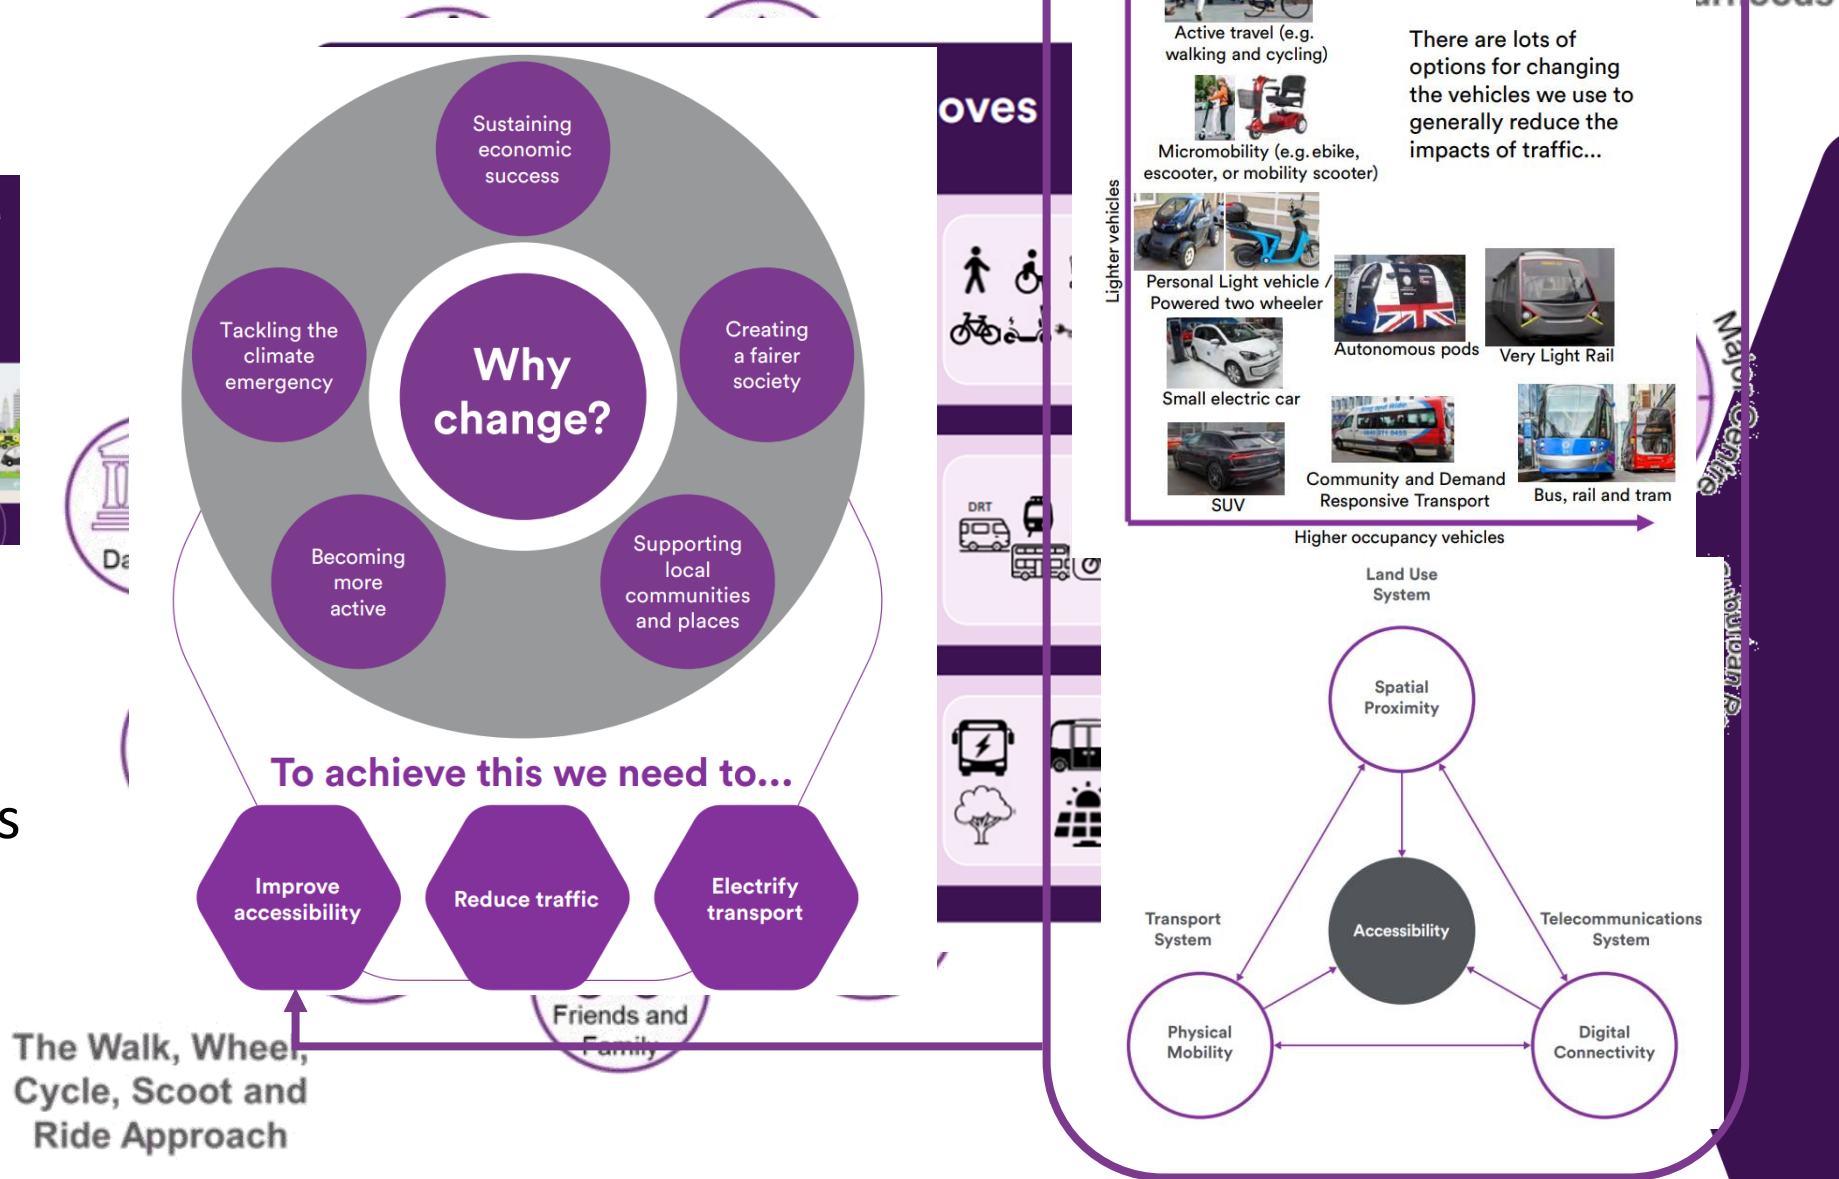 Sustaining
economic
success
Tackling the
climate
emergency
Creating
a fairer
society
Why
change?
Becoming
more
active
Supporting
local
communities
and places
To achieve this we need to...
Improve
accessibility
Reduce traffic
Electrify
transport
Friends and
Family
The Walk, Wheel,
Cycle, Scoot and
Ride Approach
oves
DRT
Active travel (e.g.
walking and cycling)
There are lots of
options for changing
the vehicles we use to
generally reduce the
impacts of traffic...
Micromobility (e.g. ebike,
escooter, or mobility scooter)
Lighter vehicles
Personal Light vehicle /
Powered two wheeler
Autonomous pods
Very Light Rail
Small electric car
SUV
Community and Demand
Responsive Transport
Bus, rail and tram
Higher occupancy vehicles
Land Use
System
Spatial
Proximity
Transport
System
Accessibility
Telecommunications
System
Physical
Mobility
Digital
Connectivity
Major Centre